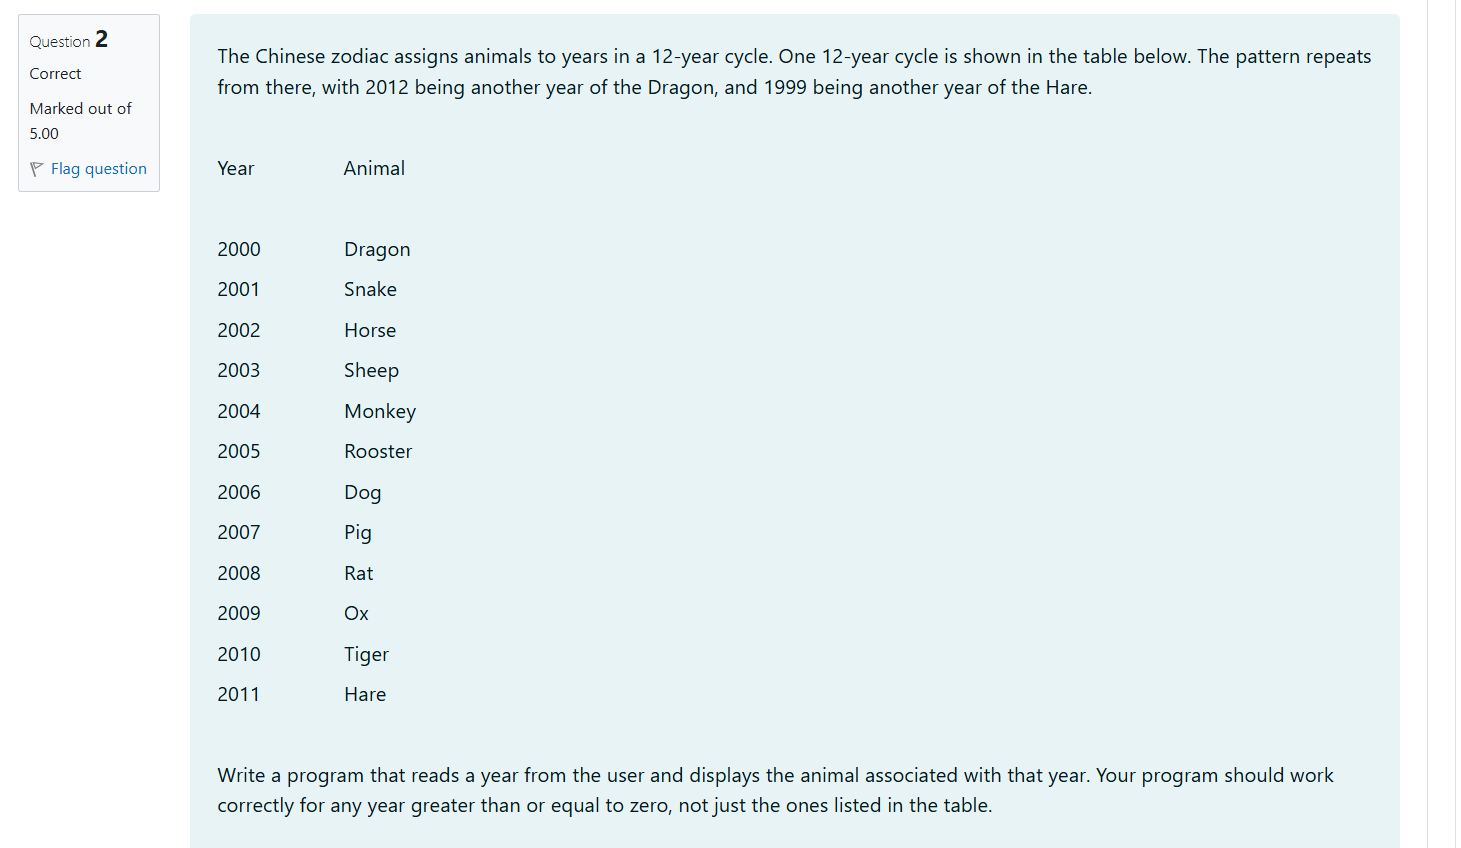 Question 2
Correct
Marked out of
5.00
Flag question
The Chinese zodiac assigns animals to years in a 12-year cycle. One 12-year cycle is shown in the table below. The pattern repeats
from there, with 2012 being another year of the Dragon, and 1999 being another year of the Hare.
Year Animal
2000 Dragon
2001 Snake
2002 Horse
2003 Sheep
2004 Monkey
2005 Rooster
2006 Dog
2007 Pig
2008 Rat
2009 Ox
2010 Tiger
2011 Hare
Write a program that reads a year from the user and displays the animal associated with that year. Your program should work
correctly for any year greater than or equal to zero, not just the ones listed in the table.